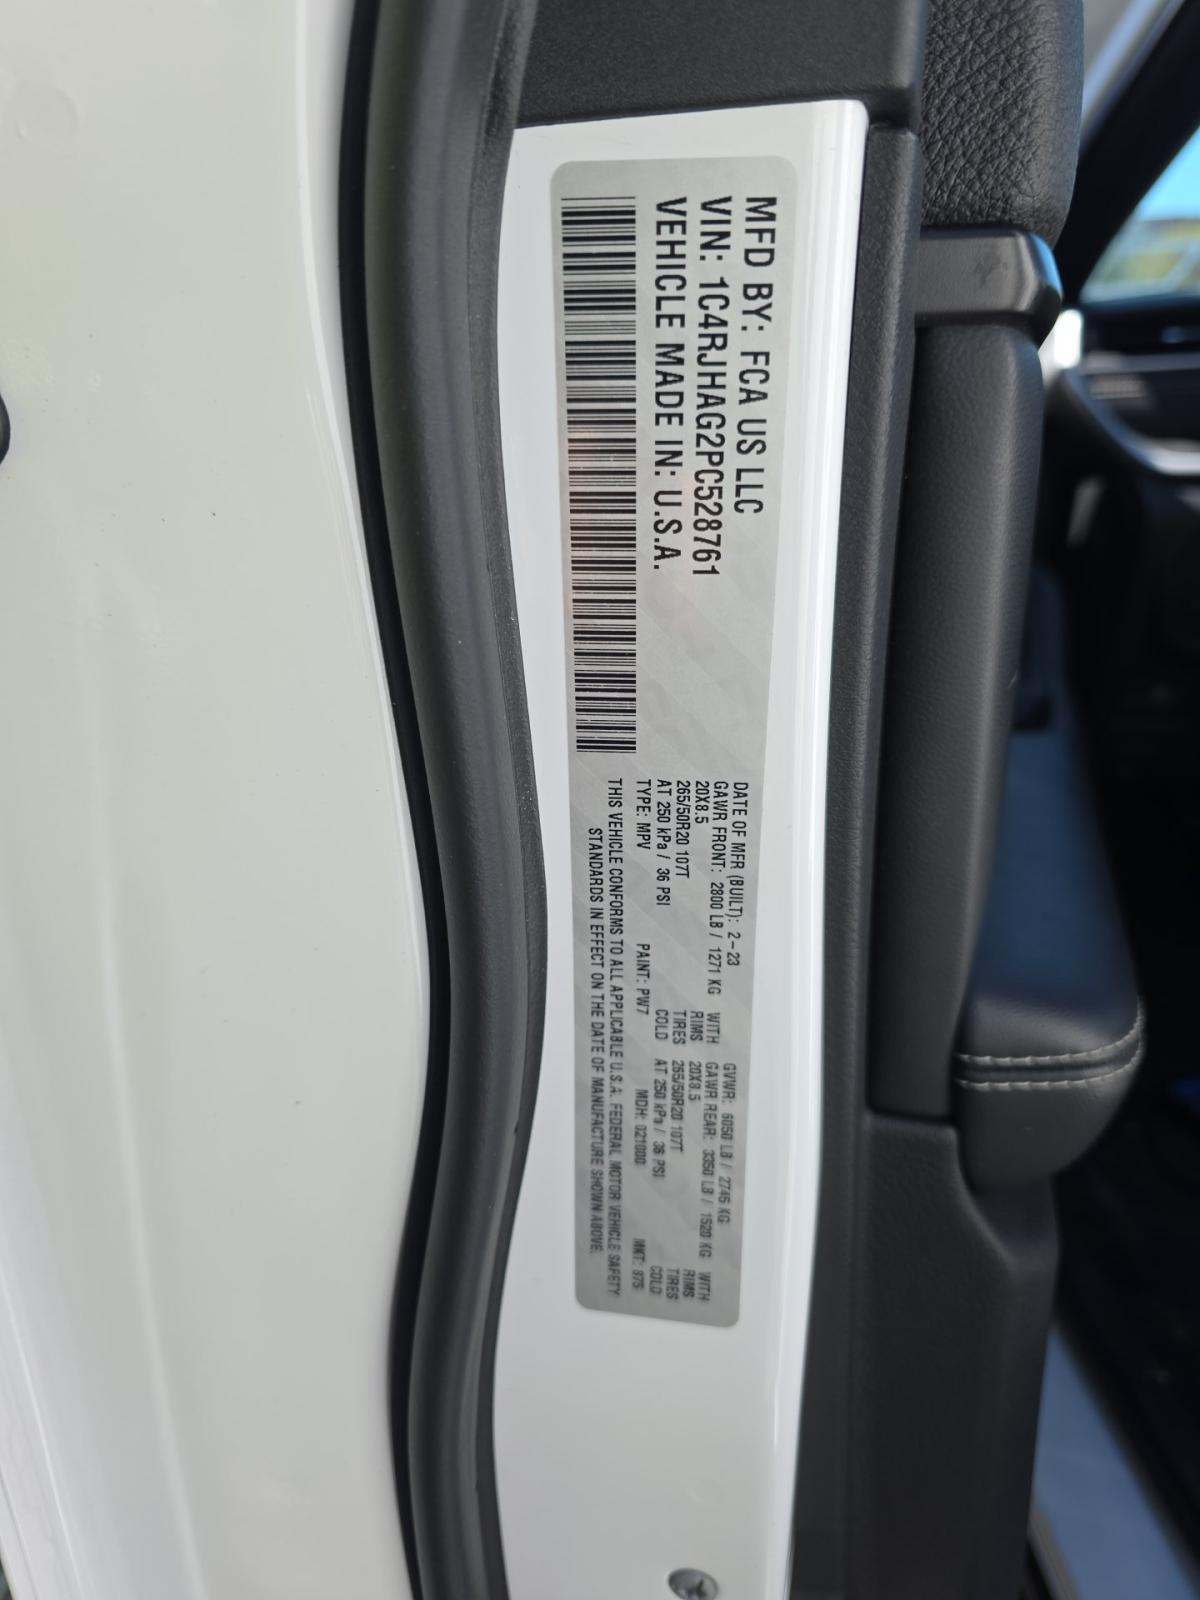 MFD BY: FCA US LLC
VIN: 1C4RJHAG2PC528761
VEHICLE MADE IN: U.S.A.
DATE OF MFR (BUILT): 2-23 GVWR: 6050 LB / 2745 KG
GAWR FRONT: 2800 LB / 1271 KG WITH GAWR REAR: 3350 LB / 1520 KG WITH
20X8.5 RIMS 20X8.5 RIMS
265/50R20 107T TIRES 265/50R20 107T TIRES
AT 250 kPa / 36 PSI COLD AT 250 kPa / 36 PSI COLD
TYPE: MPV PAINT: PW7 MDH: 021000 MKT: 975
THIS VEHICLE CONFORMS TO ALL APPLICABLE U.S.A. FEDERAL MOTOR VEHICLE SAFETY
STANDARDS IN EFFECT ON THE DATE OF MANUFACTURE SHOWN ABOVE.